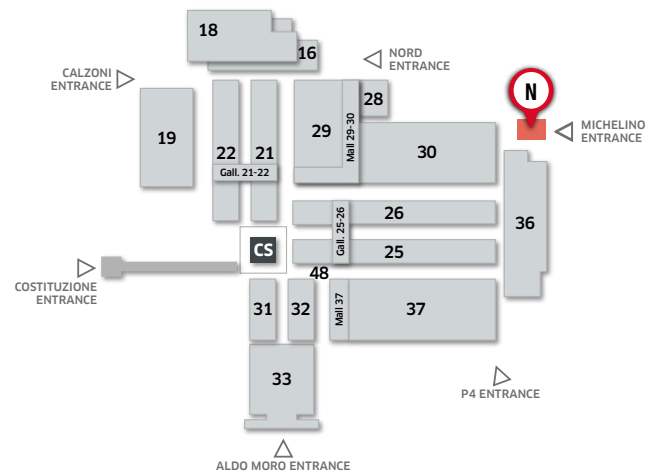 18
16
NORD
ENTRANCE
CALZONI
ENTRANCE
N
28
MICHELINO
ENTRANCE
19
22
21
29
Mall 29-30
30
Gall. 21-22
36
26
Gall. 25-26
25
CS
48
COSTITUZIONE
ENTRANCE
31
32
Mall 37
37
33
P4 ENTRANCE
ALDO MORO ENTRANCE